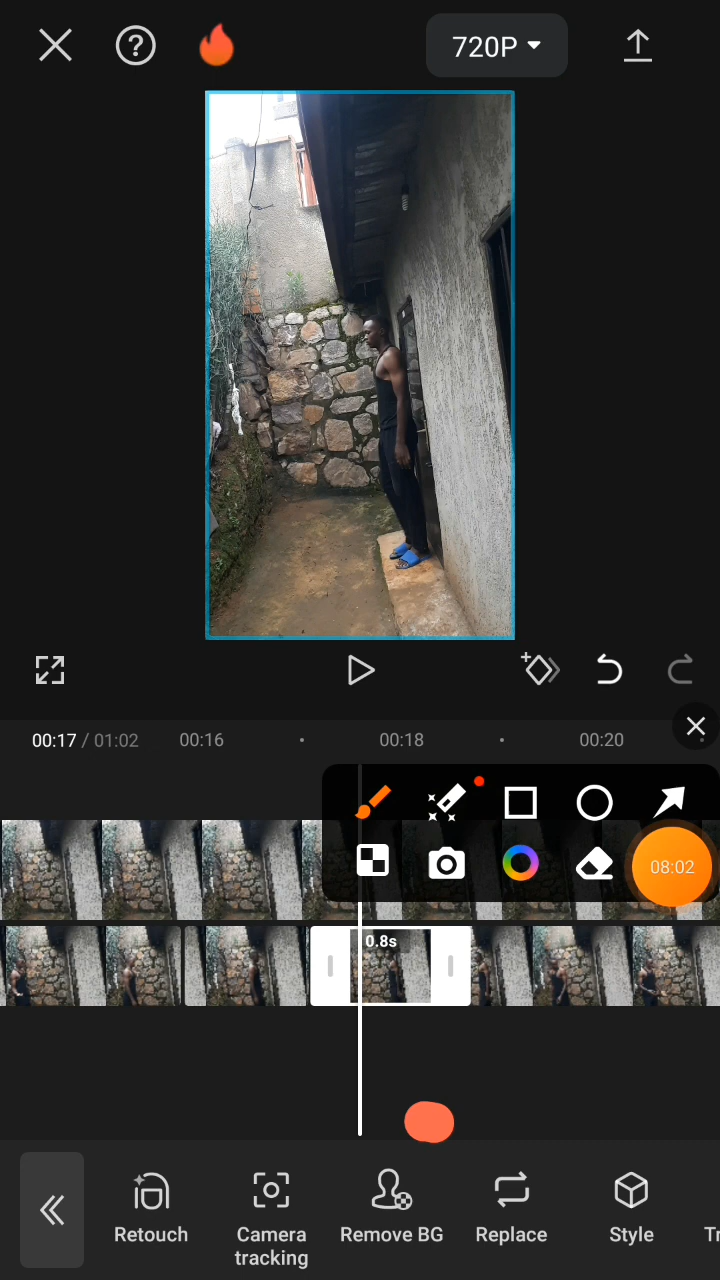 720P
00:17 / 01:02
00:16
00:18
00:20
08:02
0.8s
Retouch
Camera
tracking
Remove BG
Replace
Style